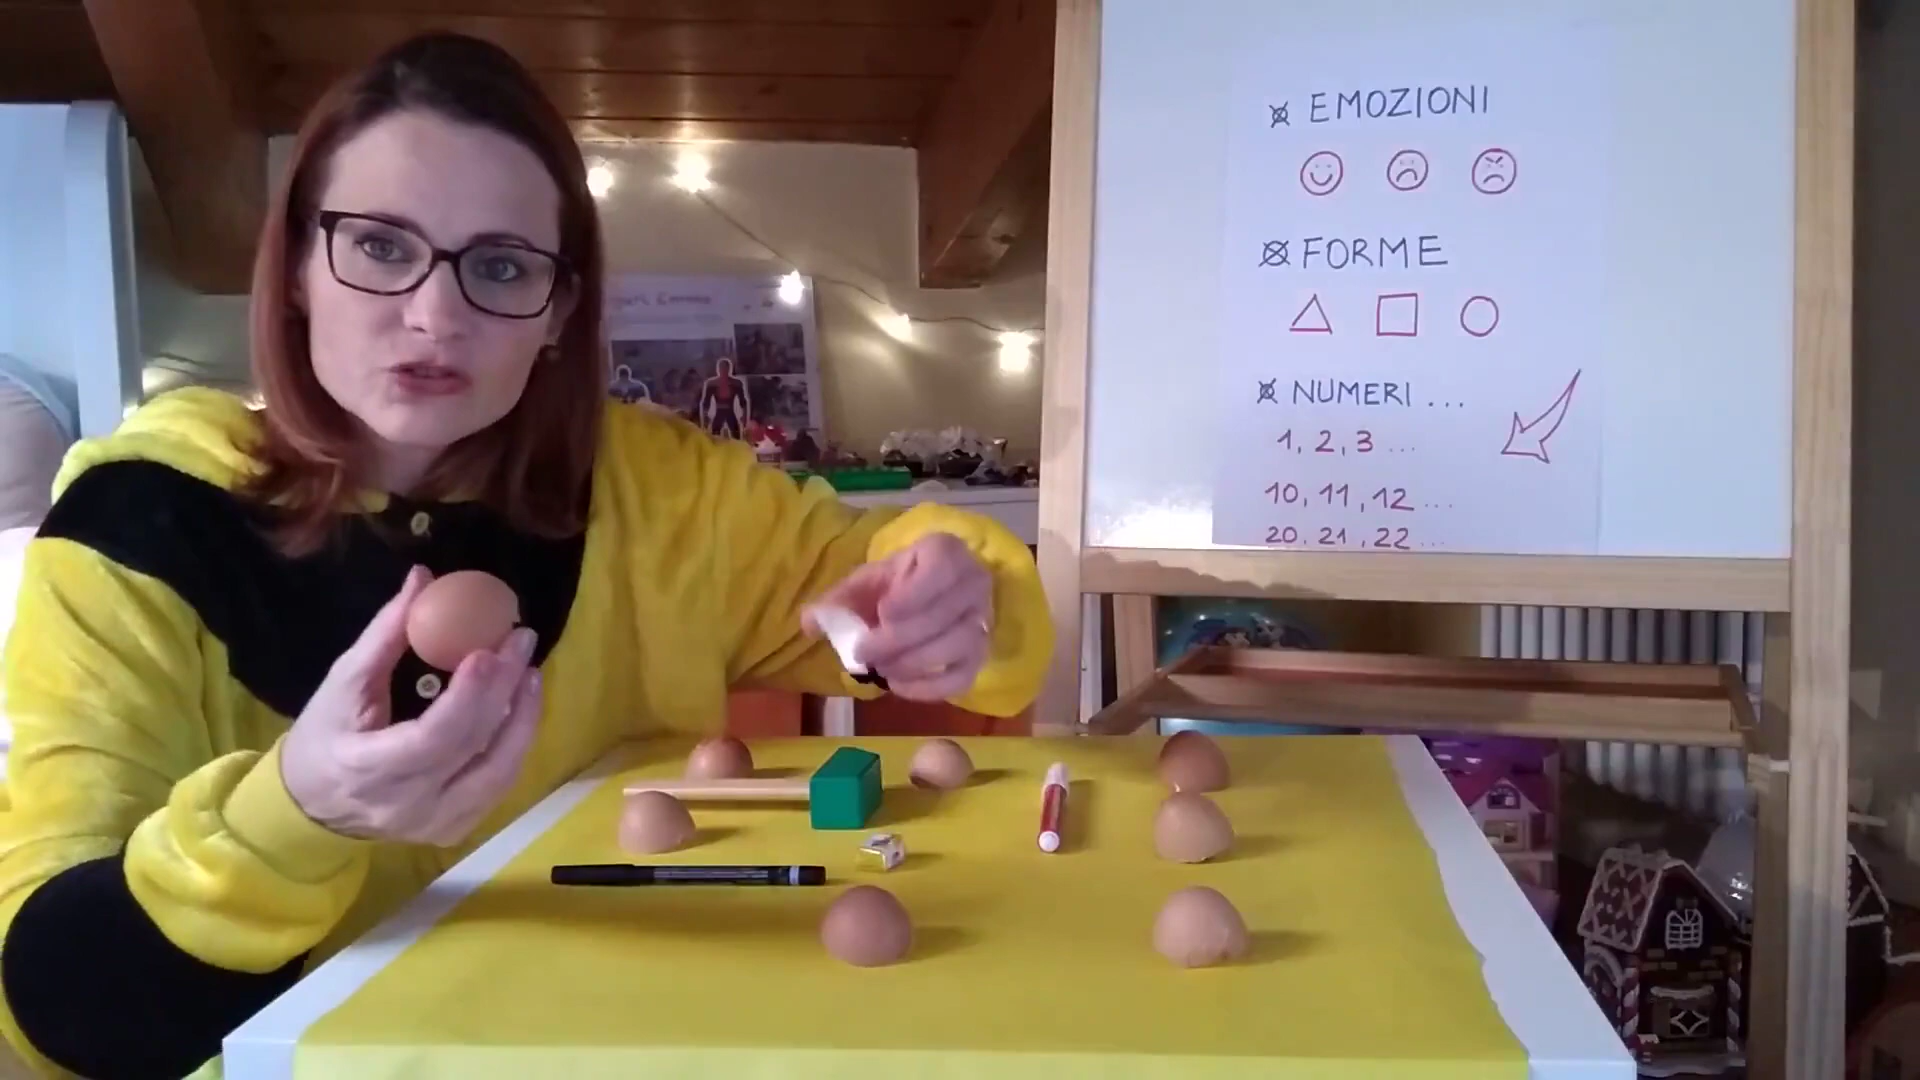 EMOZIONI
FORME
NUMERI ...
1, 2, 3 ...
10, 11, 12 ...
20, 21, 22 ...